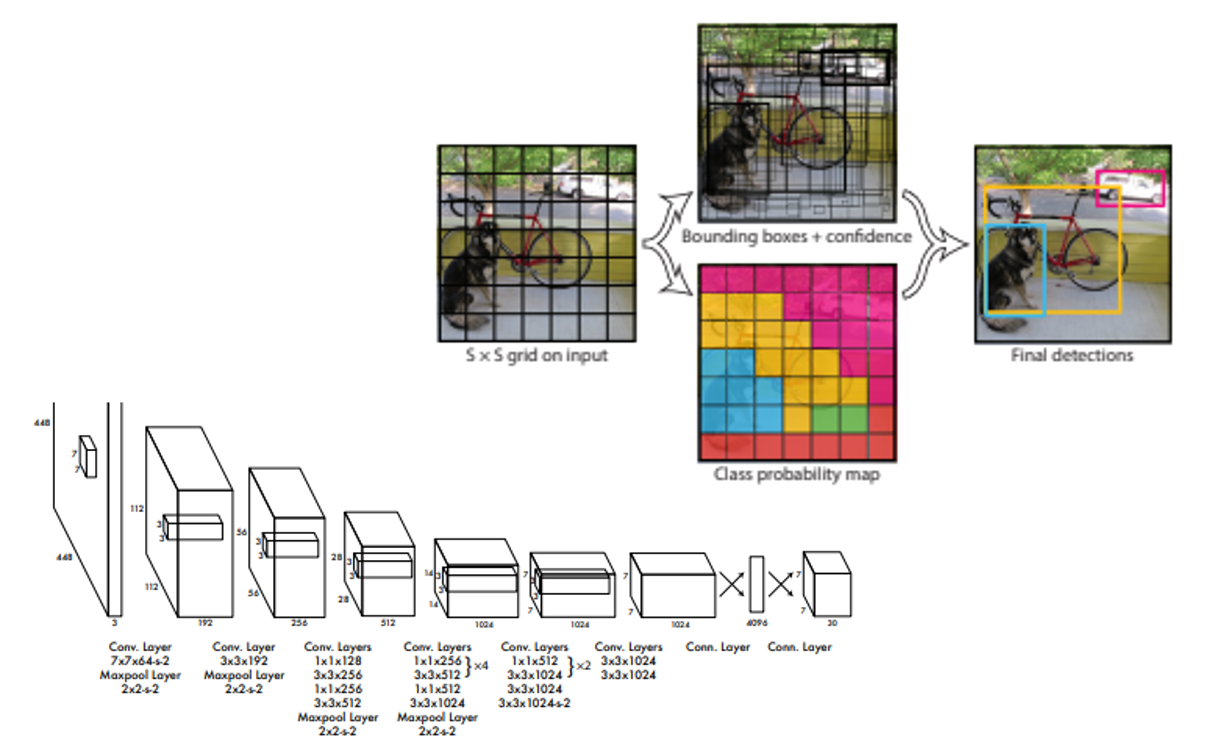 Bounding boxes + confidence
S × S grid on input
Final detections
Class probability map
448
7
7
448
3
112
3
3
112
192
56
3
3
56
256
28
3
3
28
512
14
3
3
14
1024
7
3
3
7
1024
7
7
1024
4096
7
7
30
Conv. Layer
7x7x64-s-2
Maxpool Layer
2x2-s-2
Conv. Layer
3x3x192
Maxpool Layer
2x2-s-2
Conv. Layers
1x1x128
3x3x256
1x1x256
3x3x512
Maxpool Layer
2x2-s-2
Conv. Layers
1x1x256
3x3x512
}×4
1x1x512
3x3x1024
Maxpool Layer
2x2-s-2
Conv. Layers
1x1x512
3x3x1024
}×2
3x3x1024
3x3x1024-s-2
Conv. Layers
3x3x1024
3x3x1024
Conn. Layer
Conn. Layer